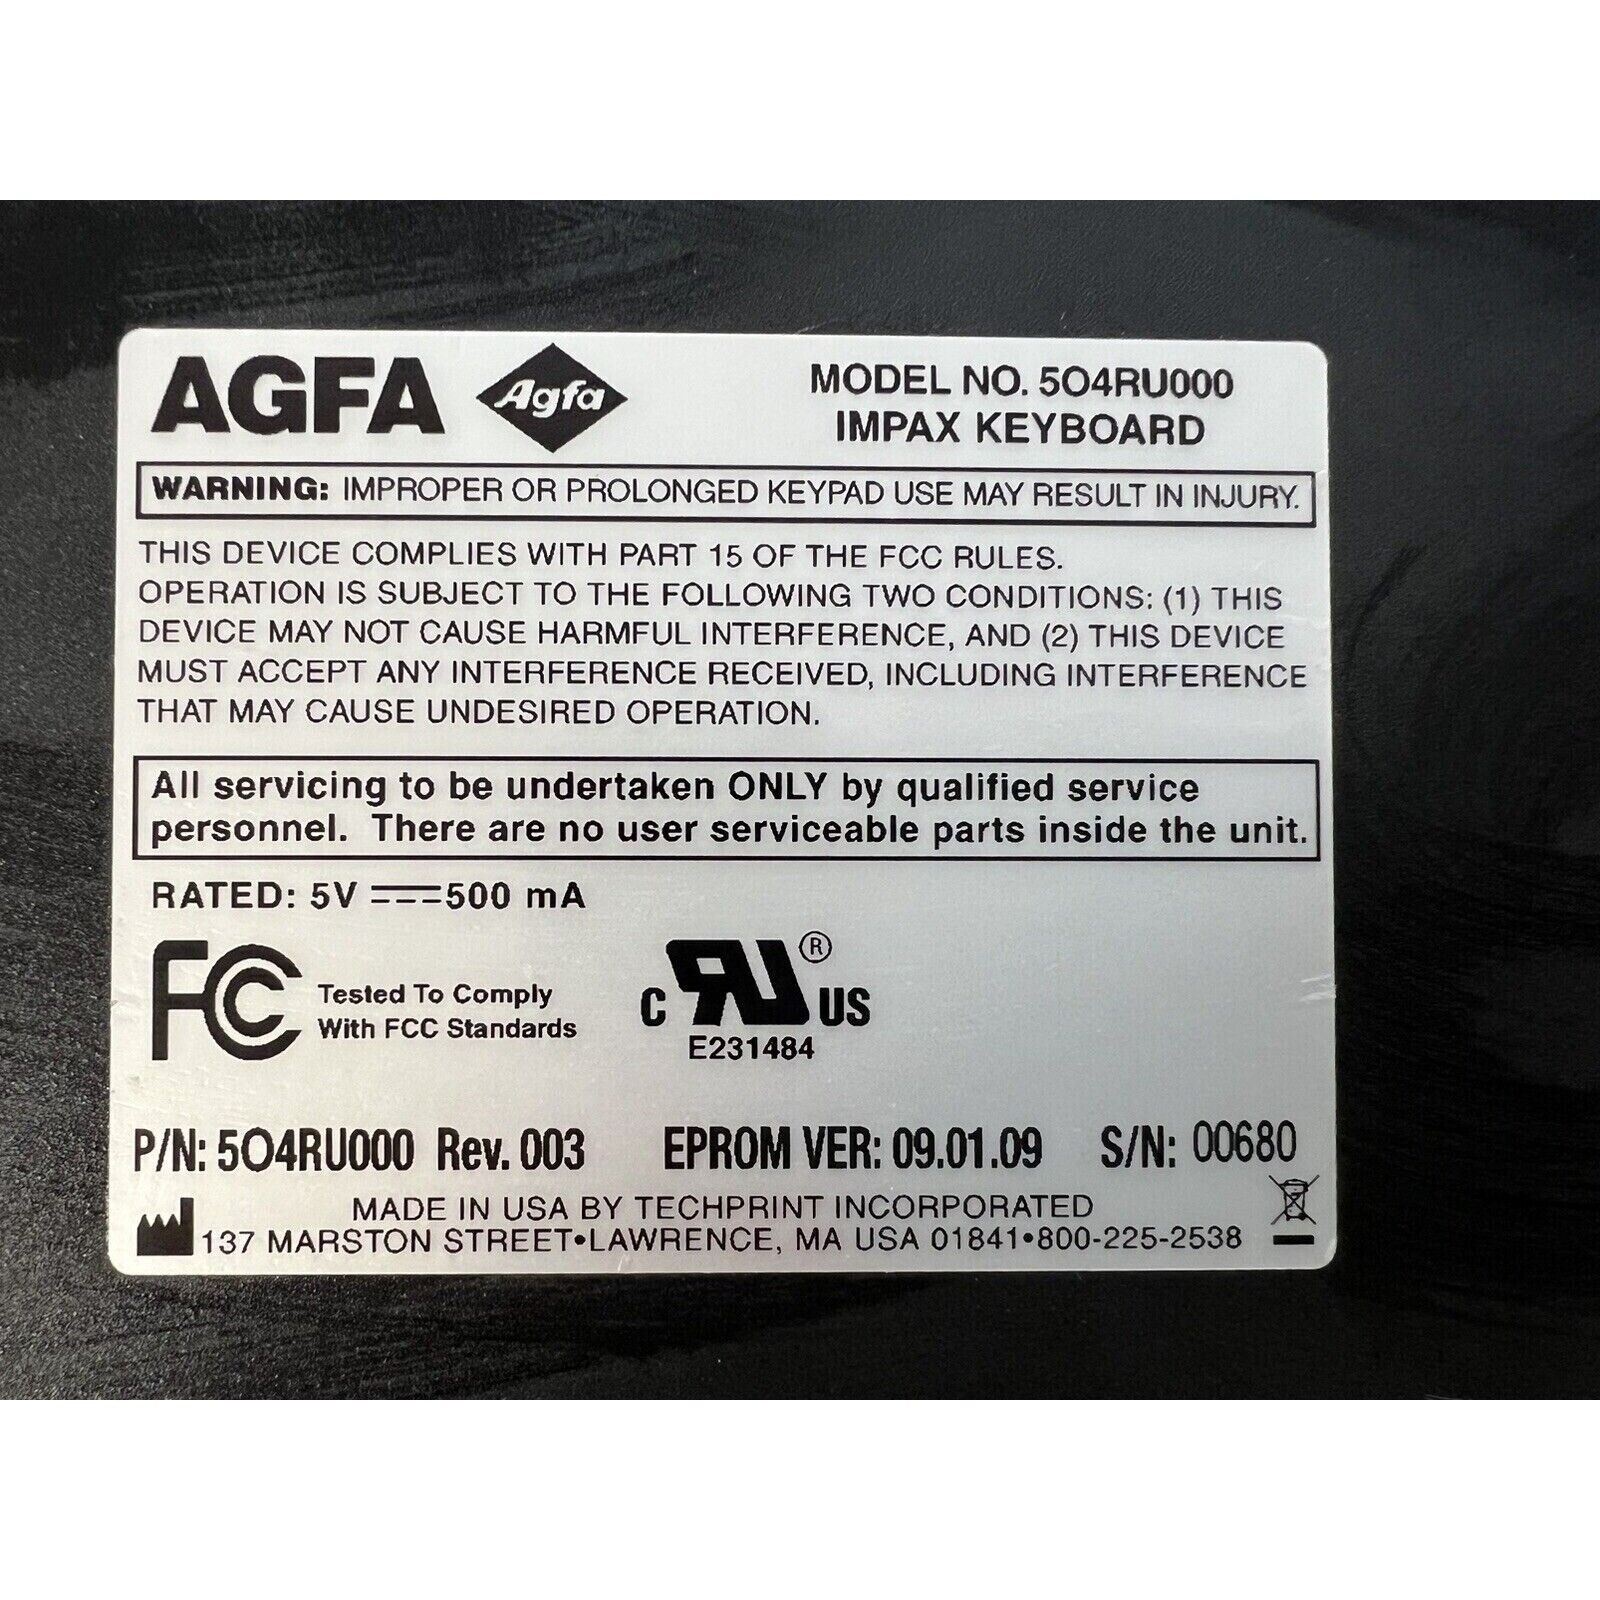 AGFA Agfa MODEL NO. 5O4RU000
IMPAX KEYBOARD
WARNING: IMPROPER OR PROLONGED KEYPAD USE MAY RESULT IN INJURY.
THIS DEVICE COMPLIES WITH PART 15 OF THE FCC RULES.
OPERATION IS SUBJECT TO THE FOLLOWING TWO CONDITIONS: (1) THIS
DEVICE MAY NOT CAUSE HARMFUL INTERFERENCE, AND (2) THIS DEVICE
MUST ACCEPT ANY INTERFERENCE RECEIVED, INCLUDING INTERFERENCE
THAT MAY CAUSE UNDESIRED OPERATION.
All servicing to be undertaken ONLY by qualified service
personnel. There are no user serviceable parts inside the unit.
RATED: 5V ⎓ 500 mA
FC Tested To Comply
With FCC Standards
C RU ® US
E231484
P/N: 5O4RU000 Rev. 003 EPROM VER: 09.01.09 S/N: 00680
MADE IN USA BY TECHPRINT INCORPORATED
137 MARSTON STREET•LAWRENCE, MA USA 01841•800-225-2538